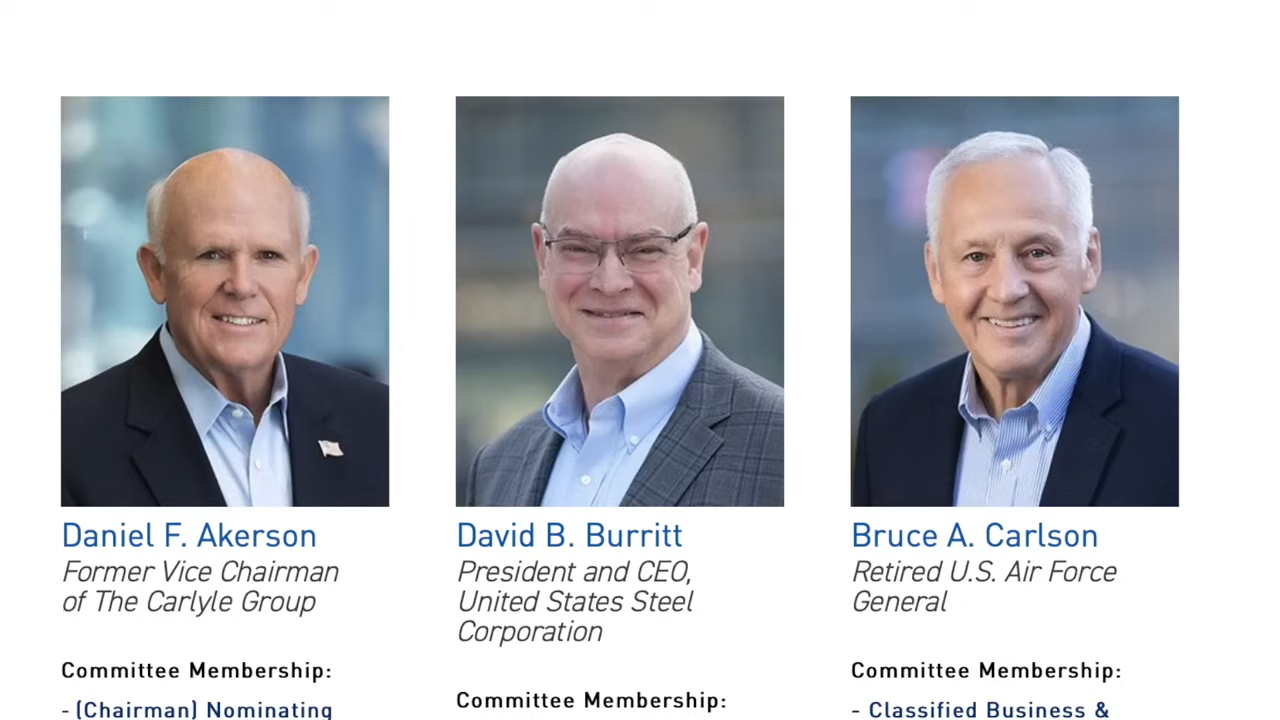 Daniel F. Akerson
Former Vice Chairman
of The Carlyle Group
Committee Membership:
- (Chairman) Nominating
David B. Burritt
President and CEO,
United States Steel
Corporation
Committee Membership:
Bruce A. Carlson
Retired U.S. Air Force
General
Committee Membership:
- Classified Business &